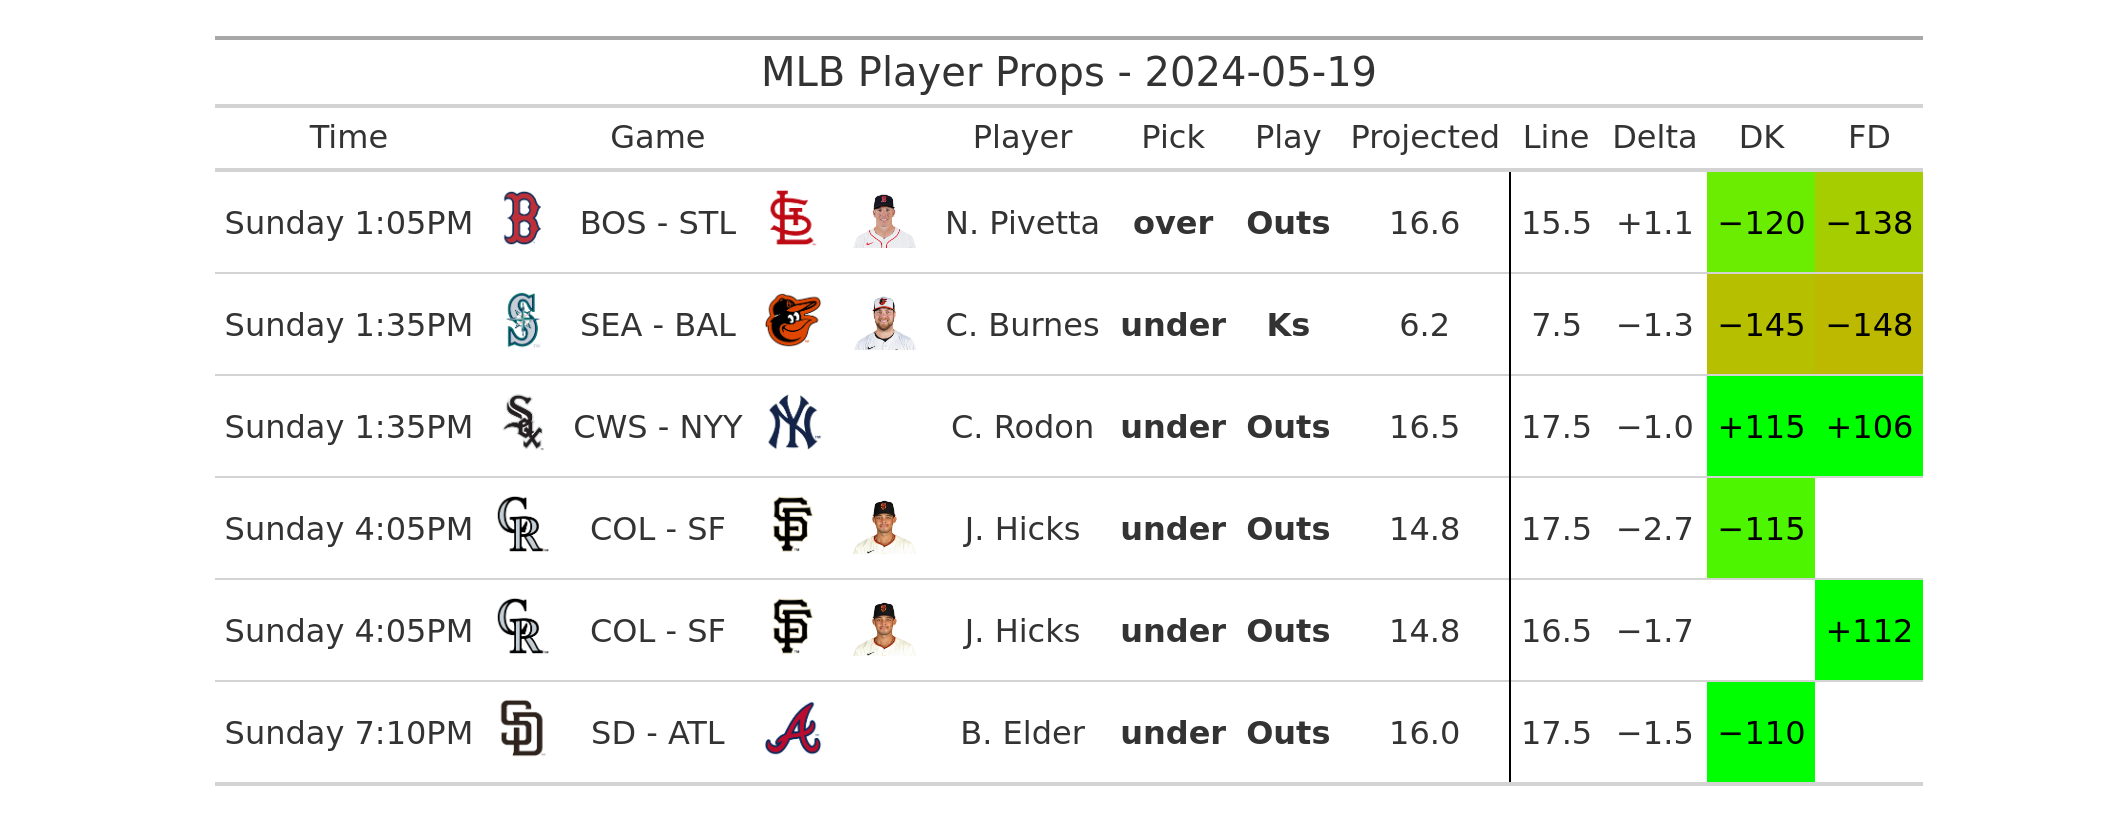 MLB Player Props - 2024-05-19
Time Game Player Pick Play Projected Line Delta DK FD
Sunday 1:05PM BOS - STL N. Pivetta over Outs 16.6 15.5 +1.1 −120 −138
Sunday 1:35PM SEA - BAL C. Burnes under Ks 6.2 7.5 −1.3 −145 −148
Sunday 1:35PM CWS - NYY C. Rodon under Outs 16.5 17.5 −1.0 +115 +106
Sunday 4:05PM COL - SF J. Hicks under Outs 14.8 17.5 −2.7 −115
Sunday 4:05PM COL - SF J. Hicks under Outs 14.8 16.5 −1.7 +112
Sunday 7:10PM SD - ATL B. Elder under Outs 16.0 17.5 −1.5 −110